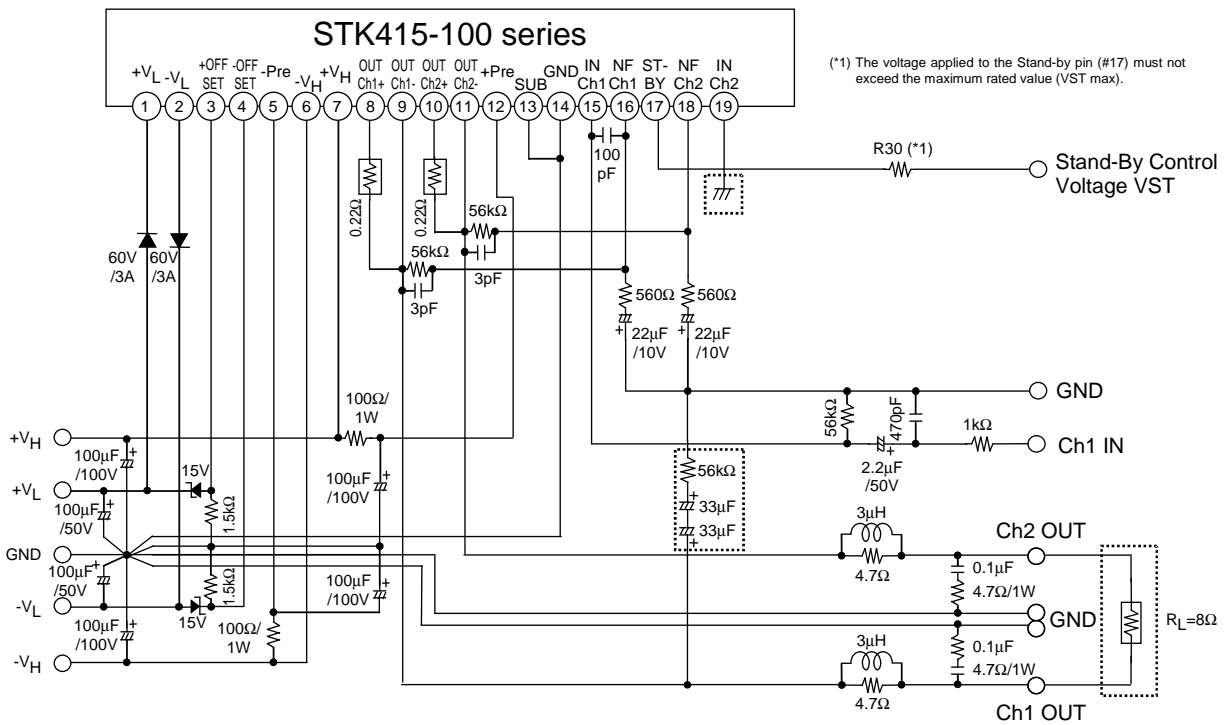 STK415-100 series
(*1) The voltage applied to the Stand-by pin (#17) must not
exceed the maximum rated value (VST max).
+VL
-VL
+OFF
SET
-OFF
SET
-Pre
-VH
+VH
OUT
Ch1+
OUT
Ch1-
OUT
Ch2+
OUT
Ch2-
+Pre
SUB
GND
IN
Ch1
NF
Ch1
ST-
BY
NF
Ch2
IN
Ch2
1 2 3 4 5 6 7 8 9 10 11 12 13 14 15 16 17 18 19
100
pF
R30 (*1)
Stand-By Control
Voltage VST
0.22Ω
0.22Ω
56kΩ
3pF
56kΩ
3pF
60V
/3A
60V
/3A
560Ω
560Ω
22μF
/10V
22μF
/10V
GND
56kΩ
470pF
1kΩ
Ch1 IN
2.2μF
/50V
100Ω/
1W
+VH
100μF
/100V
15V
100μF
/100V
+VL
100μF
/50V
1.5kΩ
56kΩ
33μF
33μF
3μH
4.7Ω
Ch2 OUT
GND
100μF
/50V
1.5kΩ
100μF
/100V
0.1μF
4.7Ω/1W
-VL
15V
100μF
/100V
100Ω/
1W
GND
RL=8Ω
-VH
3μH
4.7Ω
0.1μF
4.7Ω/1W
Ch1 OUT